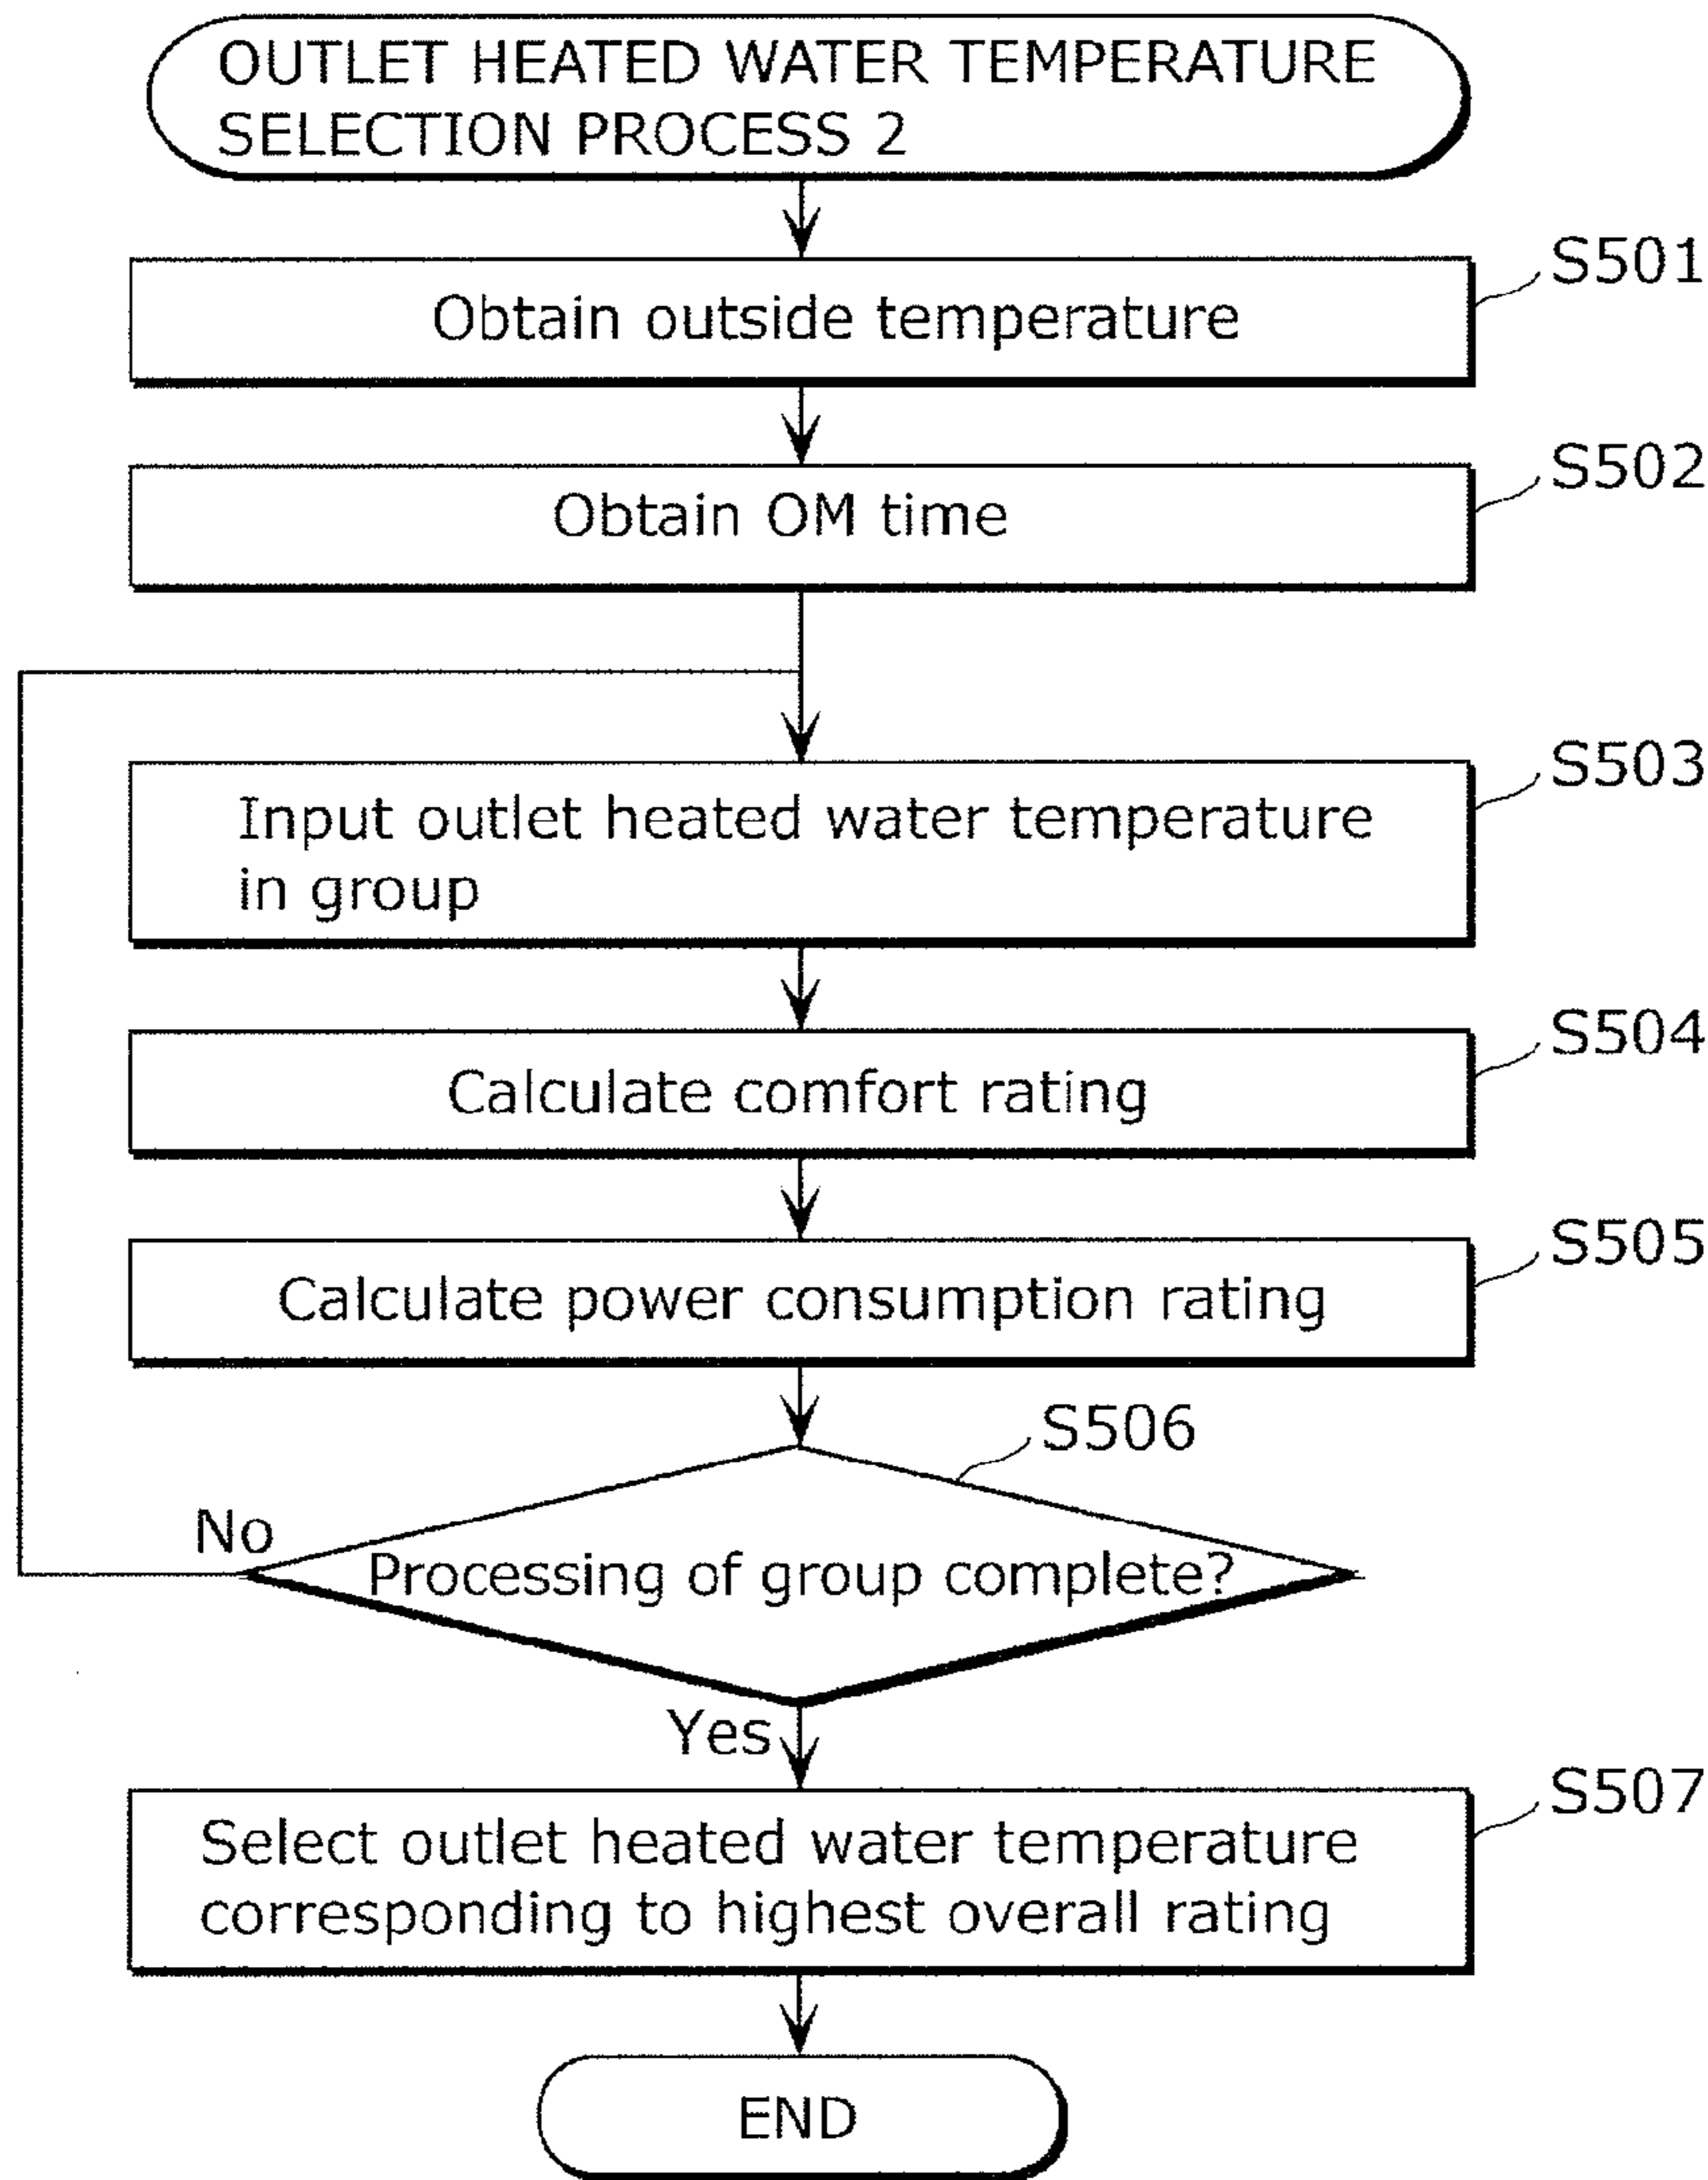 OUTLET HEATED WATER TEMPERATURE
SELECTION PROCESS 2
S501
Obtain outside temperature
S502
Obtain OM time
S503
Input outlet heated water temperature
in group
S504
Calculate comfort rating
S505
Calculate power consumption rating
S506
No
Processing of group complete?
Yes
S507
Select outlet heated water temperature
corresponding to highest overall rating
END